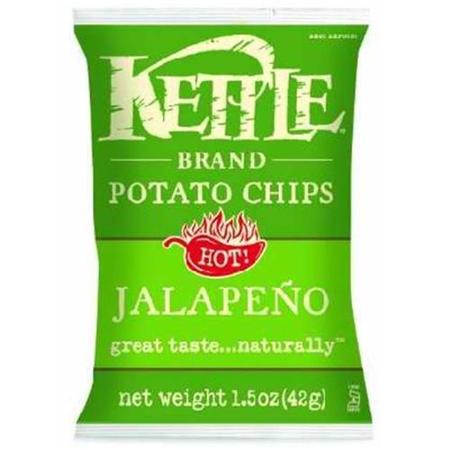 KETTLE®
BRAND
POTATO CHIPS
HOT!
JALAPEÑO
great taste...naturally™
net weight 1.5oz(42g)